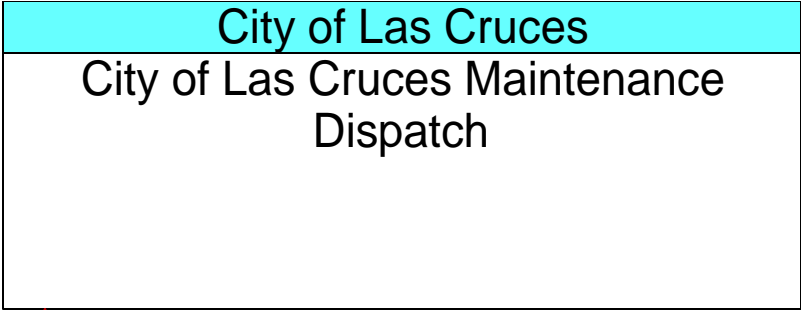 City of Las Cruces
City of Las Cruces Maintenance
Dispatch